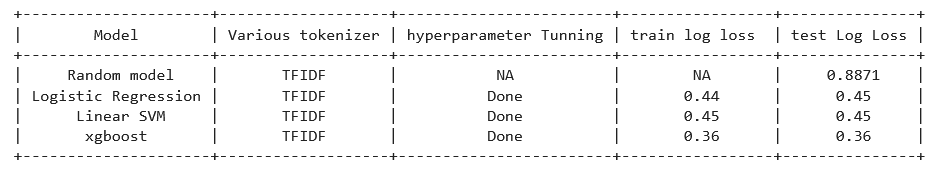 +---------------------+-------------------+------------------------+-----------------+---------------+
| Model | Various tokenizer | hyperparameter Tunning | train log loss | test Log Loss |
+---------------------+-------------------+------------------------+-----------------+---------------+
| Random model | TFIDF | NA | NA | 0.8871 |
| Logistic Regression | TFIDF | Done | 0.44 | 0.45 |
| Linear SVM | TFIDF | Done | 0.45 | 0.45 |
| xgboost | TFIDF | Done | 0.36 | 0.36 |
+---------------------+-------------------+------------------------+-----------------+---------------+